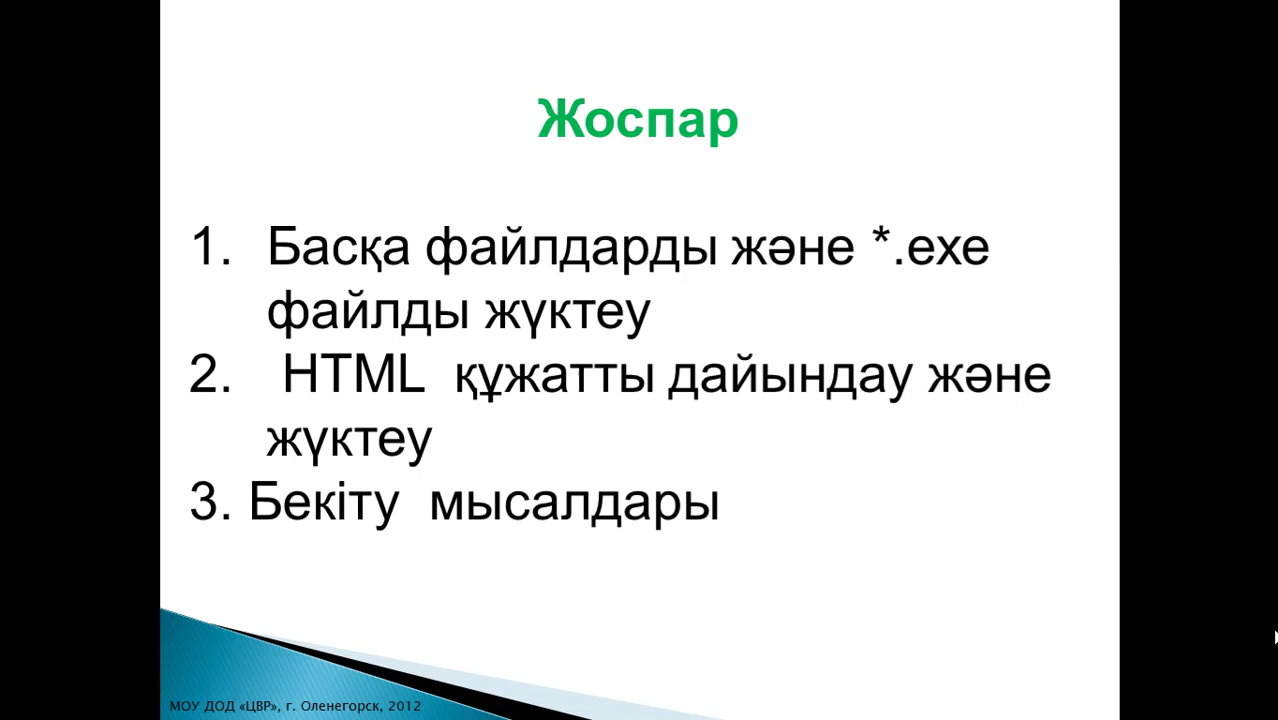 Жоспар
1. Басқа файлдарды және *.exe
файлды жүктеу
2. HTML құжатты дайындау және
жүктеу
3. Бекіту мысалдары
МОУ ДОД «ЦВР», г. Оленегорск, 2012